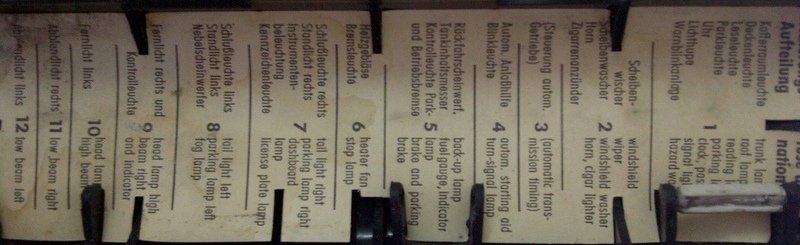 Aufteilung
Kofferraumleuchte trunk lam
Deckenleuchte roof lamp
Leseleuchte reading
Parkleuchte parking l
Uhr 1 clock, pas
Lichthupe signal lig
Warnblinkanlage hazard wa
Scheiben- windshield
wischer wiper
Scheibenwascher 2 windshield washer
Horn horn, cigar lighter
Zigarrenanzünder
(Steuerung autom. 3 (automatic trans-
Getriebe) mission timing)
Autom. Anlaßhilfe 4 autom. starting aid
Blinkleuchte turn-signal lamp
Rückfahrscheinwerf. back-up lamp
Tankinhaltsmesser fuel gauge, indicator
Kontrolleuchte Park- 5 brake and parking
und Betriebsbremse brake
Heizgebläse 6 heater fan
Bremsleuchte stop lamp
Schlußleuchte rechts tail light right
Standlicht rechts parking lamp right
Instrumenten- 7 dashboard
beleuchtung lamp
Kennzeichenleuchte license plate lamp
Schlußleuchte links tail light left
Standlicht links 8 parking lamp left
Nebelscheinwerfer fog lamp
Fernlicht rechts und 9 head lamp high
Kontrolleuchte beam right
and indicator
Fernlicht links 10 head lamp
high beam
Abblendlicht rechts 11 low beam right
Abblendlicht links 12 low beam left